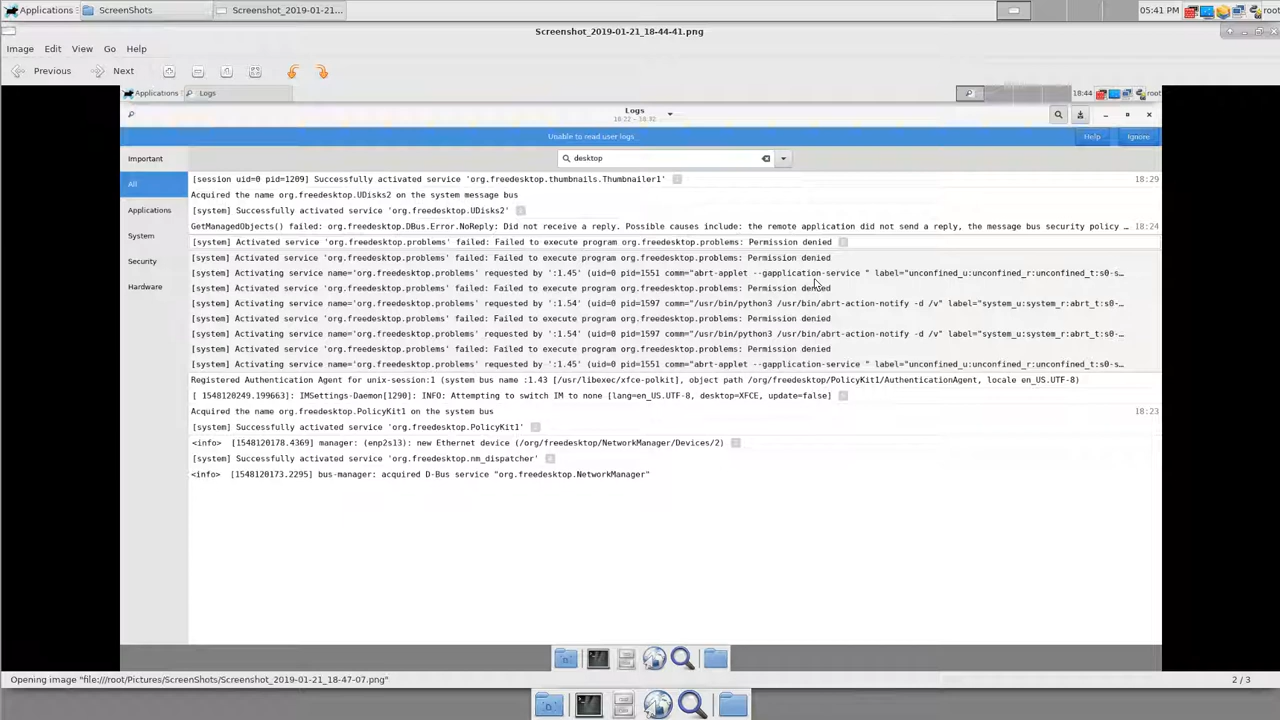 Applications
ScreenShots
Screenshot_2019-01-21...
05:41 PM
root
Screenshot_2019-01-21_18-44-41.png
Image Edit View Go Help
Previous Next
Applications
Logs
18:44
root
Logs
Unable to read user logs
Help
Ignore
Important
desktop
All
Applications
System
Security
Hardware
[session uid=0 pid=1209] Successfully activated service 'org.freedesktop.thumbnails.Thumbnailer1' 18:29
Acquired the name org.freedesktop.UDisks2 on the system message bus
[system] Successfully activated service 'org.freedesktop.UDisks2'
GetManagedObjects() failed: org.freedesktop.DBus.Error.NoReply: Did not receive a reply. Possible causes include: the remote application did not send a reply, the message bus security policy … 18:24
[system] Activated service 'org.freedesktop.problems' failed: Failed to execute program org.freedesktop.problems: Permission denied
[system] Activated service 'org.freedesktop.problems' failed: Failed to execute program org.freedesktop.problems: Permission denied
[system] Activating service name='org.freedesktop.problems' requested by ':1.45' (uid=0 pid=1551 comm="abrt-applet --gapplication-service " label="unconfined_u:unconfined_r:unconfined_t:s0-s…
[system] Activated service 'org.freedesktop.problems' failed: Failed to execute program org.freedesktop.problems: Permission denied
[system] Activating service name='org.freedesktop.problems' requested by ':1.54' (uid=0 pid=1597 comm="/usr/bin/python3 /usr/bin/abrt-action-notify -d /v" label="system_u:system_r:abrt_t:s0-…
[system] Activated service 'org.freedesktop.problems' failed: Failed to execute program org.freedesktop.problems: Permission denied
[system] Activating service name='org.freedesktop.problems' requested by ':1.54' (uid=0 pid=1597 comm="/usr/bin/python3 /usr/bin/abrt-action-notify -d /v" label="system_u:system_r:abrt_t:s0-…
[system] Activated service 'org.freedesktop.problems' failed: Failed to execute program org.freedesktop.problems: Permission denied
[system] Activating service name='org.freedesktop.problems' requested by ':1.45' (uid=0 pid=1551 comm="abrt-applet --gapplication-service " label="unconfined_u:unconfined_r:unconfined_t:s0-s…
Registered Authentication Agent for unix-session:1 (system bus name :1.43 [/usr/libexec/xfce-polkit], object path /org/freedesktop/PolicyKit1/AuthenticationAgent, locale en_US.UTF-8)
[ 1548120249.199663]: IMSettings-Daemon[1290]: INFO: Attempting to switch IM to none [lang=en_US.UTF-8, desktop=XFCE, update=false]
Acquired the name org.freedesktop.PolicyKit1 on the system bus 18:23
[system] Successfully activated service 'org.freedesktop.PolicyKit1'
<info> [1548120178.4369] manager: (enp2s13): new Ethernet device (/org/freedesktop/NetworkManager/Devices/2)
[system] Successfully activated service 'org.freedesktop.nm_dispatcher'
<info> [1548120173.2295] bus-manager: acquired D-Bus service "org.freedesktop.NetworkManager"
Opening image "file:///root/Pictures/ScreenShots/Screenshot_2019-01-21_18-47-07.png"
2 / 3